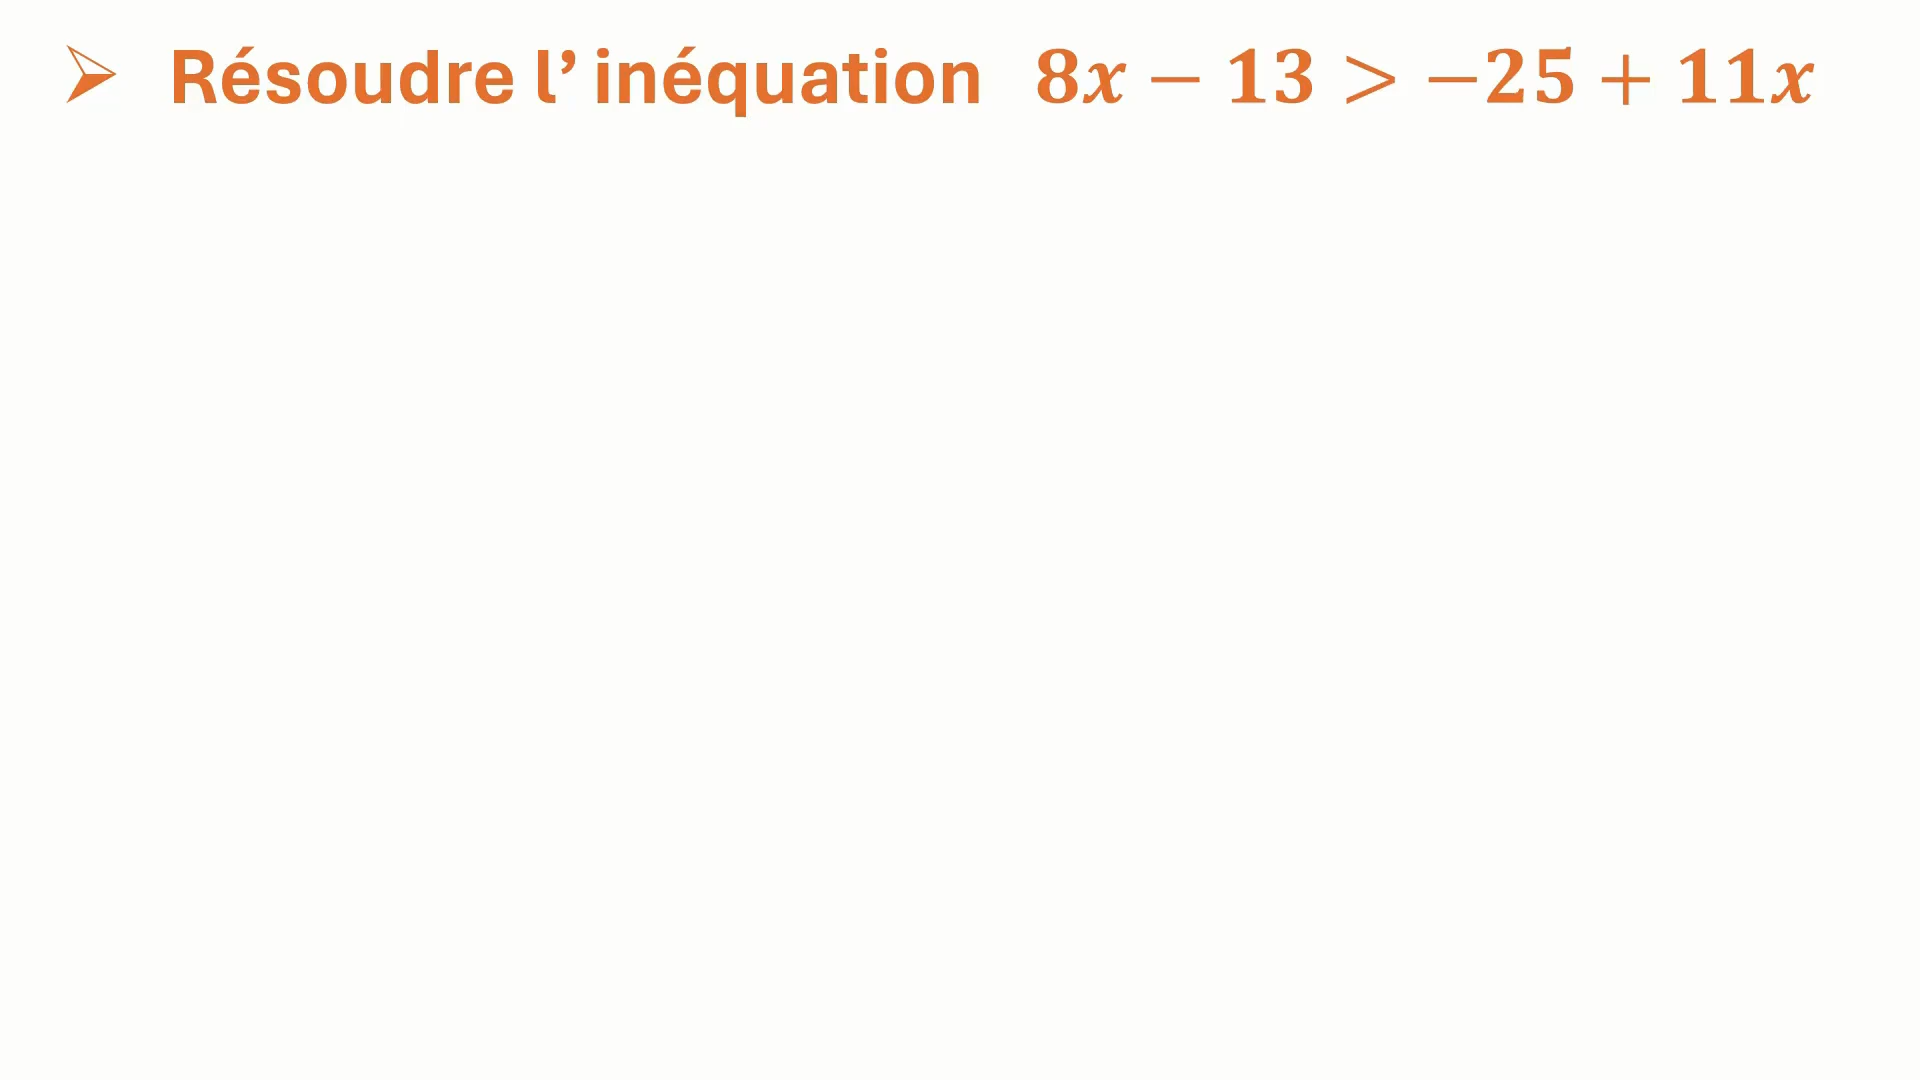 ➢ Résoudre l’ inéquation 8x − 13 > −25 + 11x